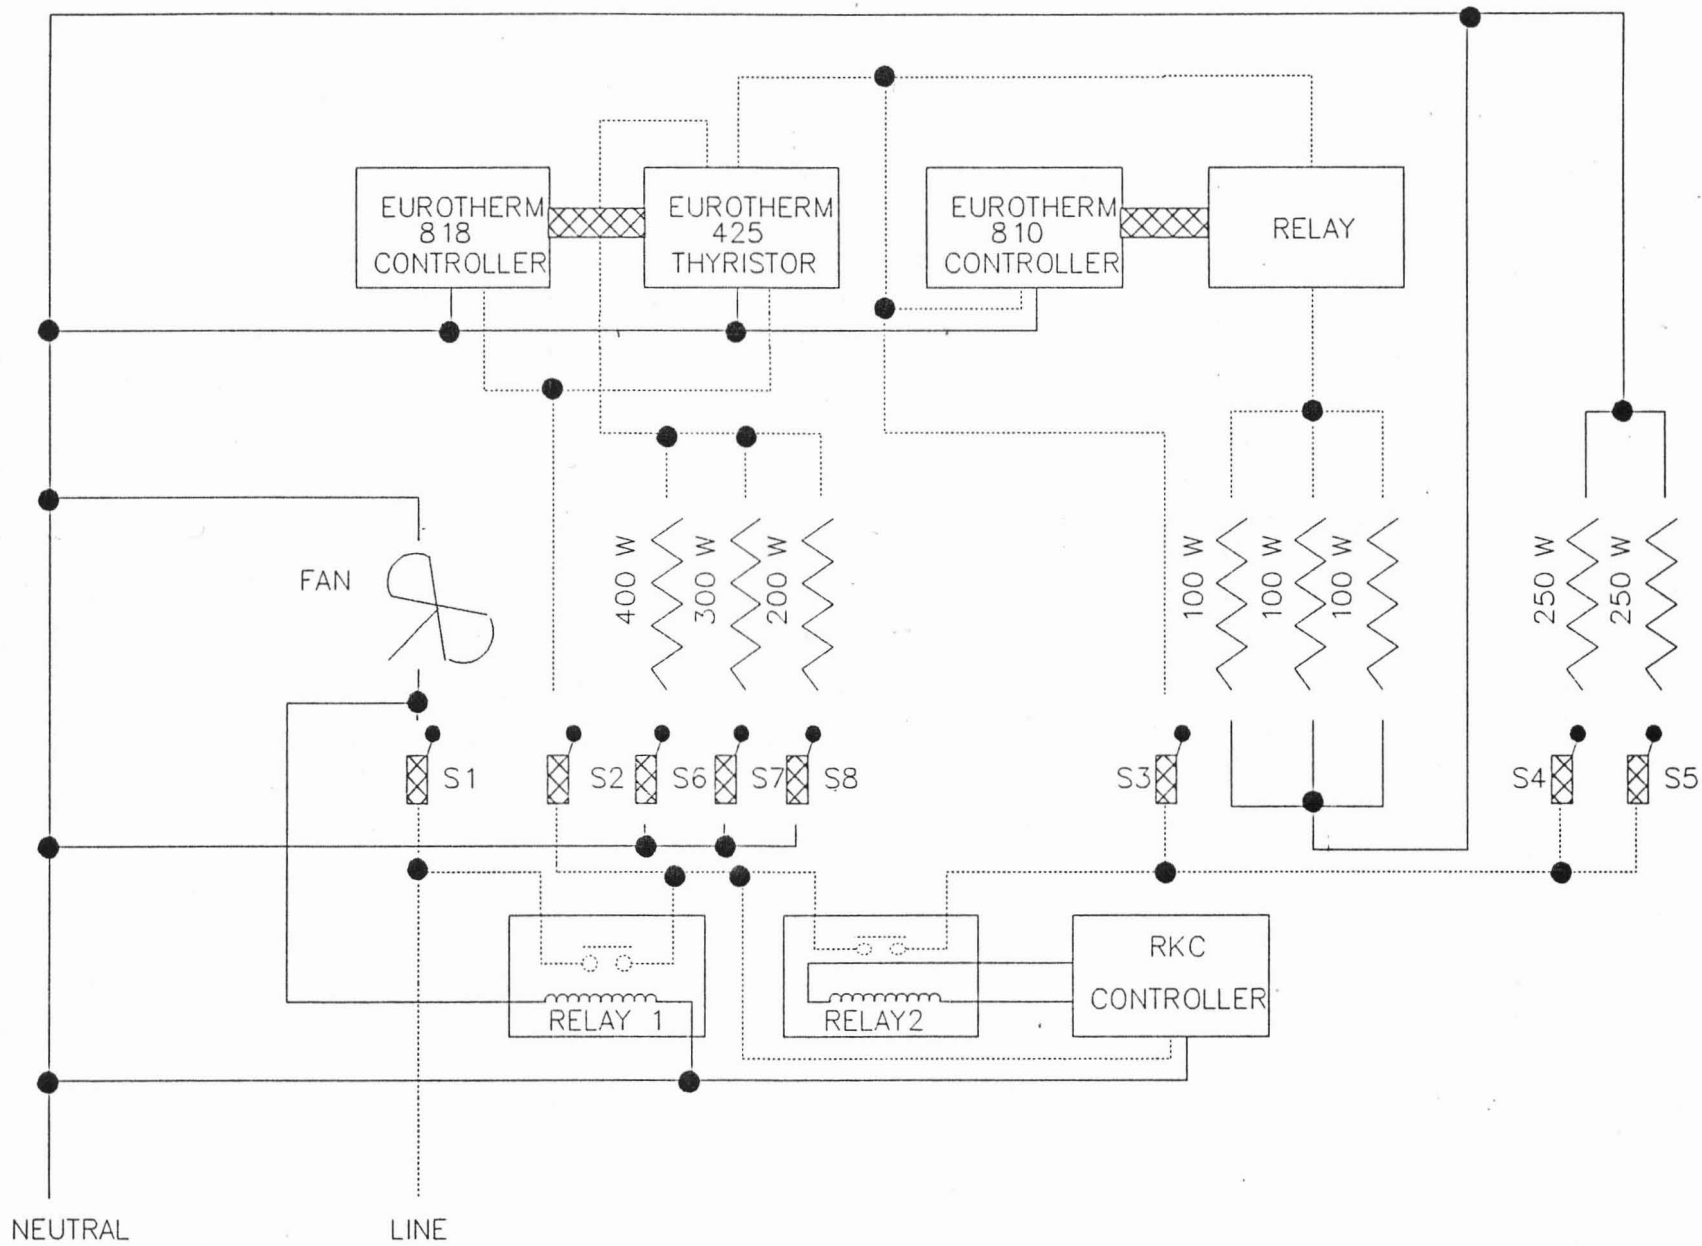 EUROTHERM
818
CONTROLLER
EUROTHERM
425
THYRISTOR
EUROTHERM
810
CONTROLLER
RELAY
FAN
400 W
300 W
200 W
100 W
100 W
100 W
250 W
250 W
S1
S2
S6
S7
S8
S3
S4
S5
RELAY 1
RELAY2
RKC
CONTROLLER
NEUTRAL
LINE